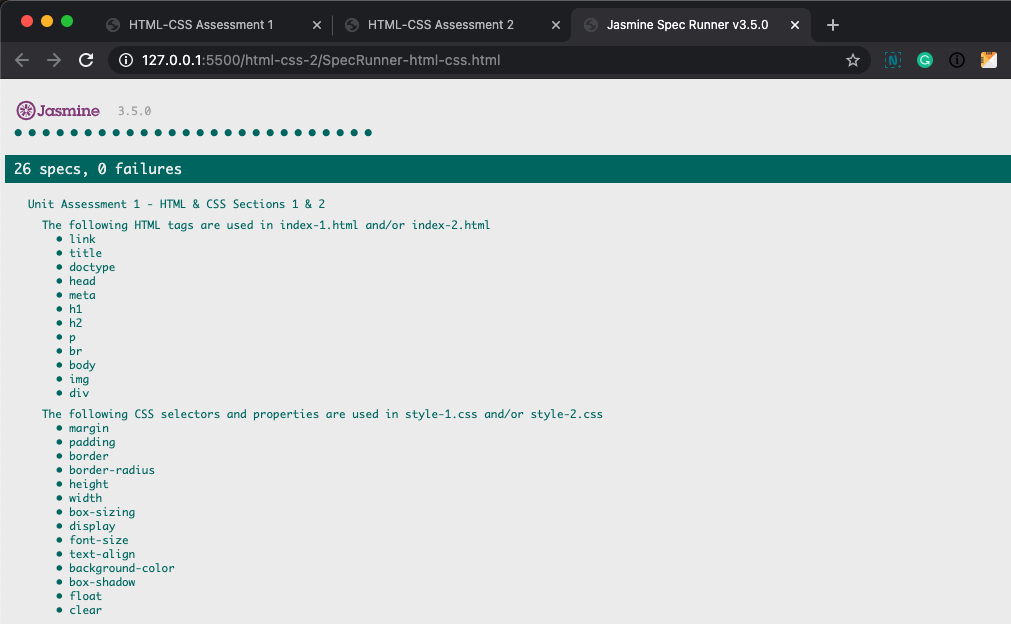 HTML-CSS Assessment 1
HTML-CSS Assessment 2
Jasmine Spec Runner v3.5.0
127.0.0.1:5500/html-css-2/SpecRunner-html-css.html
Jasmine 3.5.0
26 specs, 0 failures
Unit Assessment 1 - HTML & CSS Sections 1 & 2
The following HTML tags are used in index-1.html and/or index-2.html
• link
• title
• doctype
• head
• meta
• h1
• h2
• p
• br
• body
• img
• div
The following CSS selectors and properties are used in style-1.css and/or style-2.css
• margin
• padding
• border
• border-radius
• height
• width
• box-sizing
• display
• font-size
• text-align
• background-color
• box-shadow
• float
• clear